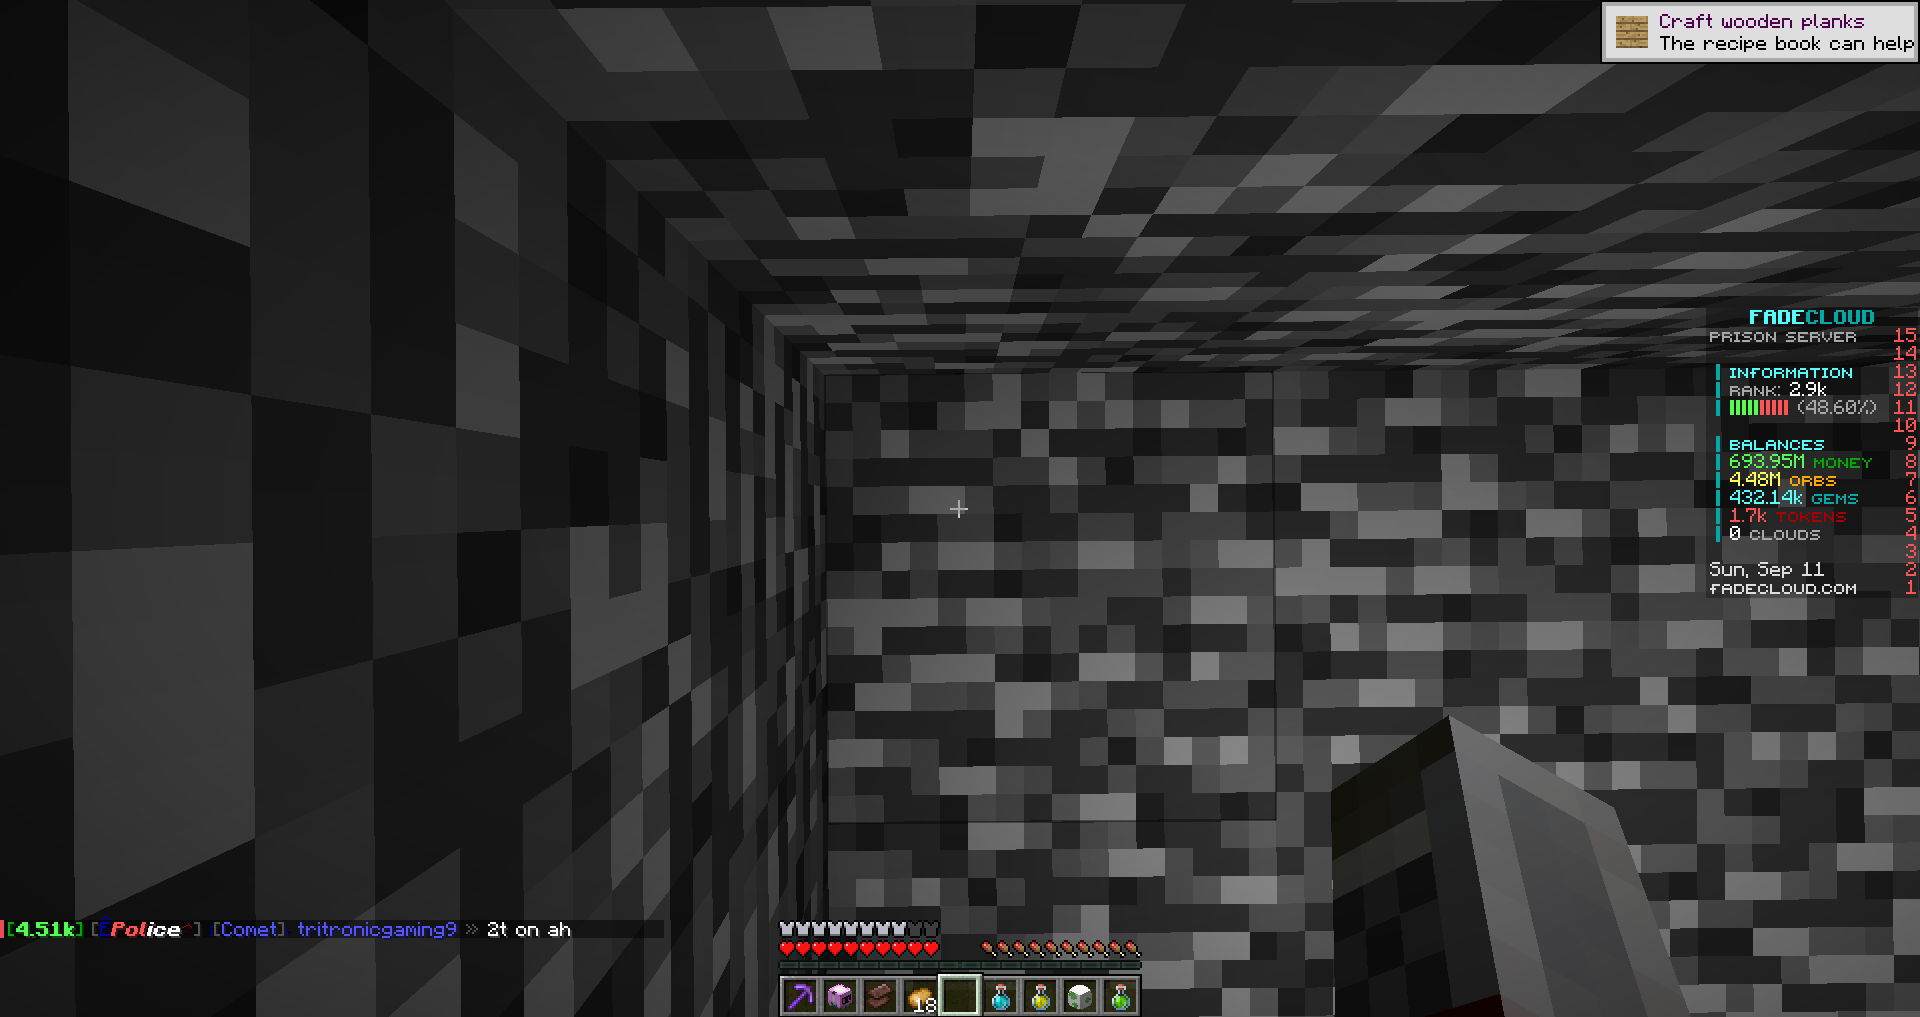 Craft wooden planks
The recipe book can help
FADECLOUD
PRISON SERVER 15
14
INFORMATION 13
RANK: 2.9k 12
(48.60%) 11
10
BALANCES 9
693.95M MONEY 8
4.48M ORBS 7
432.14k GEMS 6
1.7k TOKENS 5
0 CLOUDS 4
3
Sun, Sep 11 2
FADECLOUD.COM 1
[4.51k] [Police^] [Comet] tritronicgaming9 » 2t on ah
18